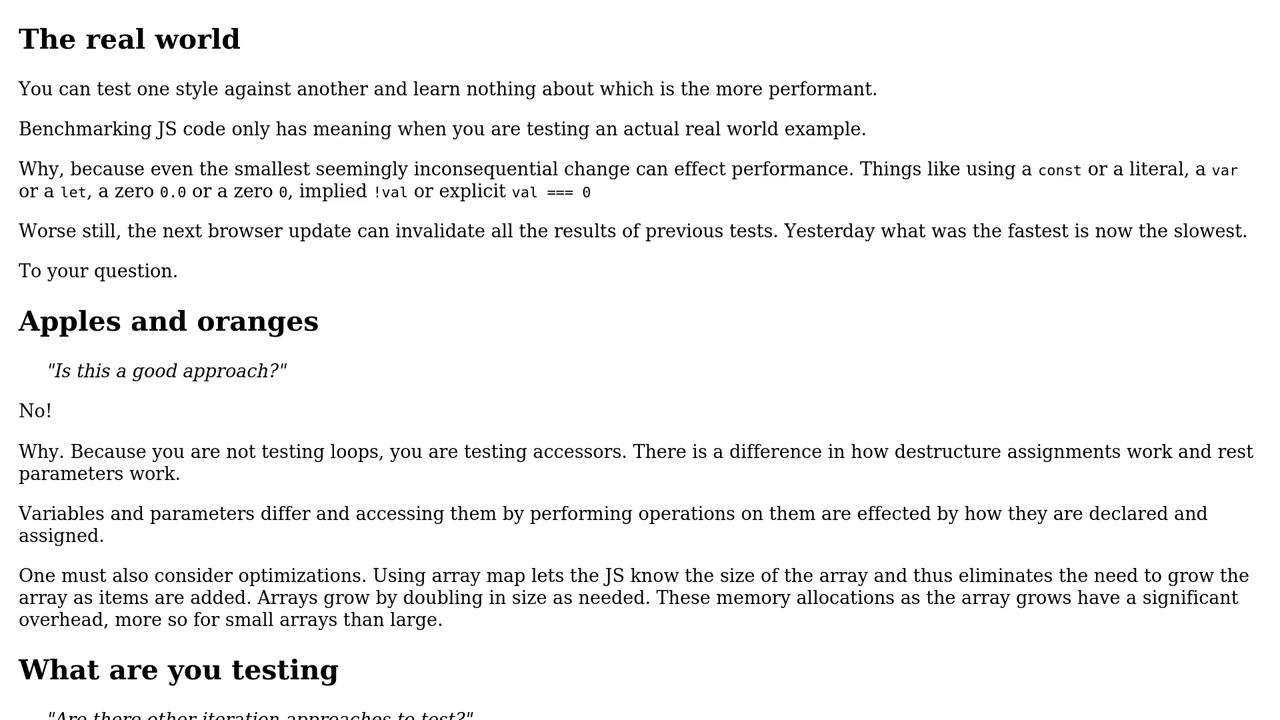 The real world
You can test one style against another and learn nothing about which is the more performant.
Benchmarking JS code only has meaning when you are testing an actual real world example.
Why, because even the smallest seemingly inconsequential change can effect performance. Things like using a const or a literal, a var
or a let, a zero 0.0 or a zero 0, implied !val or explicit val === 0
Worse still, the next browser update can invalidate all the results of previous tests. Yesterday what was the fastest is now the slowest.
To your question.
Apples and oranges
"Is this a good approach?"
No!
Why. Because you are not testing loops, you are testing accessors. There is a difference in how destructure assignments work and rest
parameters work.
Variables and parameters differ and accessing them by performing operations on them are effected by how they are declared and
assigned.
One must also consider optimizations. Using array map lets the JS know the size of the array and thus eliminates the need to grow the
array as items are added. Arrays grow by doubling in size as needed. These memory allocations as the array grows have a significant
overhead, more so for small arrays than large.
What are you testing
"Are there other iteration approaches to test?"